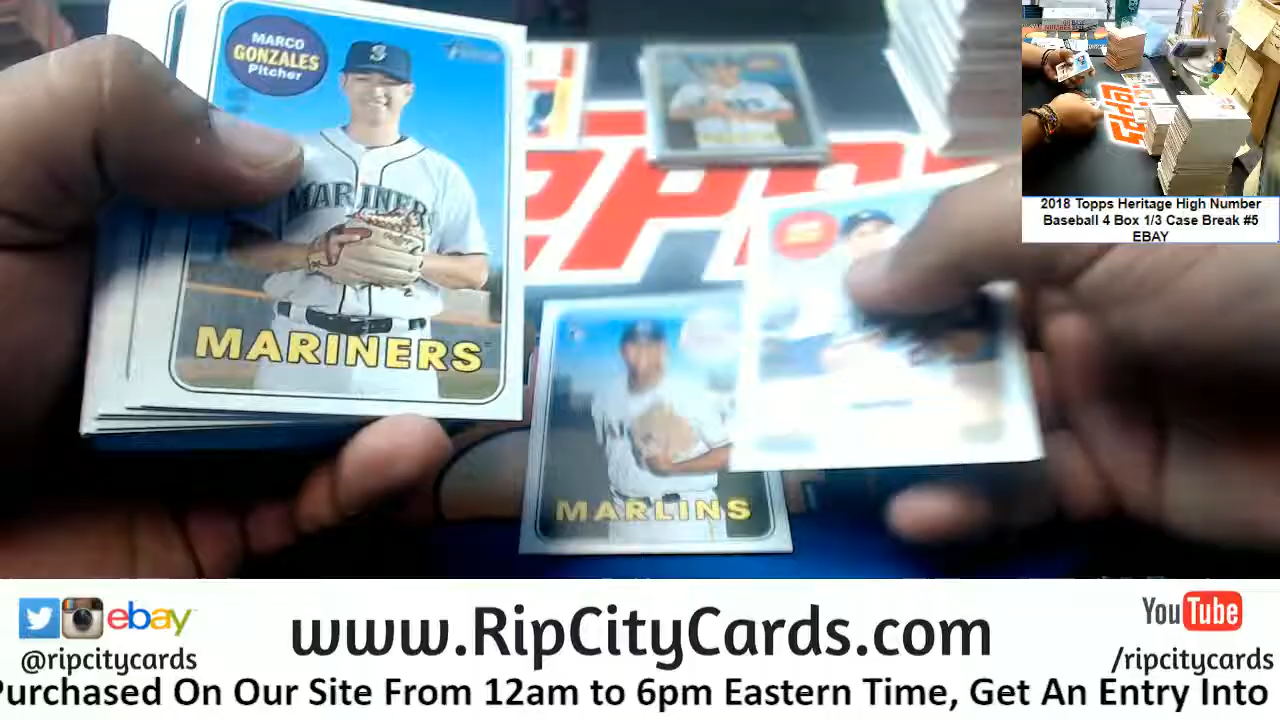 MARCO
GONZALES
Pitcher
Heritage
MARINERS
MARINERS
MARLINS
2018 Topps Heritage High Number
Baseball 4 Box 1/3 Case Break #5
EBAY
ebay
@ripcitycards
www.RipCityCards.com
YouTube
/ripcitycards
Purchased On Our Site From 12am to 6pm Eastern Time, Get An Entry Into